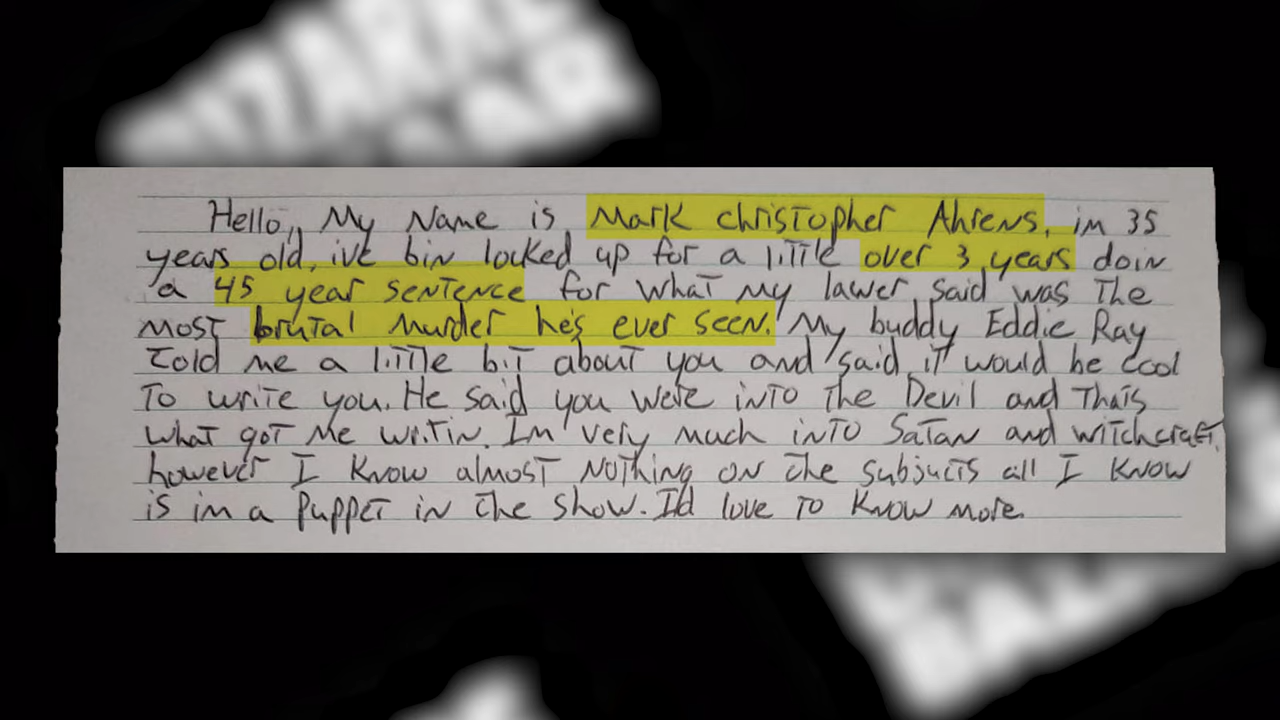 Hello, My Name is Mark christopher Ahrens, im 35
years old, ive bin locked up for a little over 3 years doin
a 45 year sentence for what my lawer said was the
most brutal murder he's ever seen. My buddy Eddie Ray
Told me a little bit about you and said it would be cool
To write you. He said you were into the Devil and Thats
what got me writin. Im very much into Satan and witchcraft,
however I know almost nothing on the subjucts all I know
is im a puppet in the show. I'd love to know more.